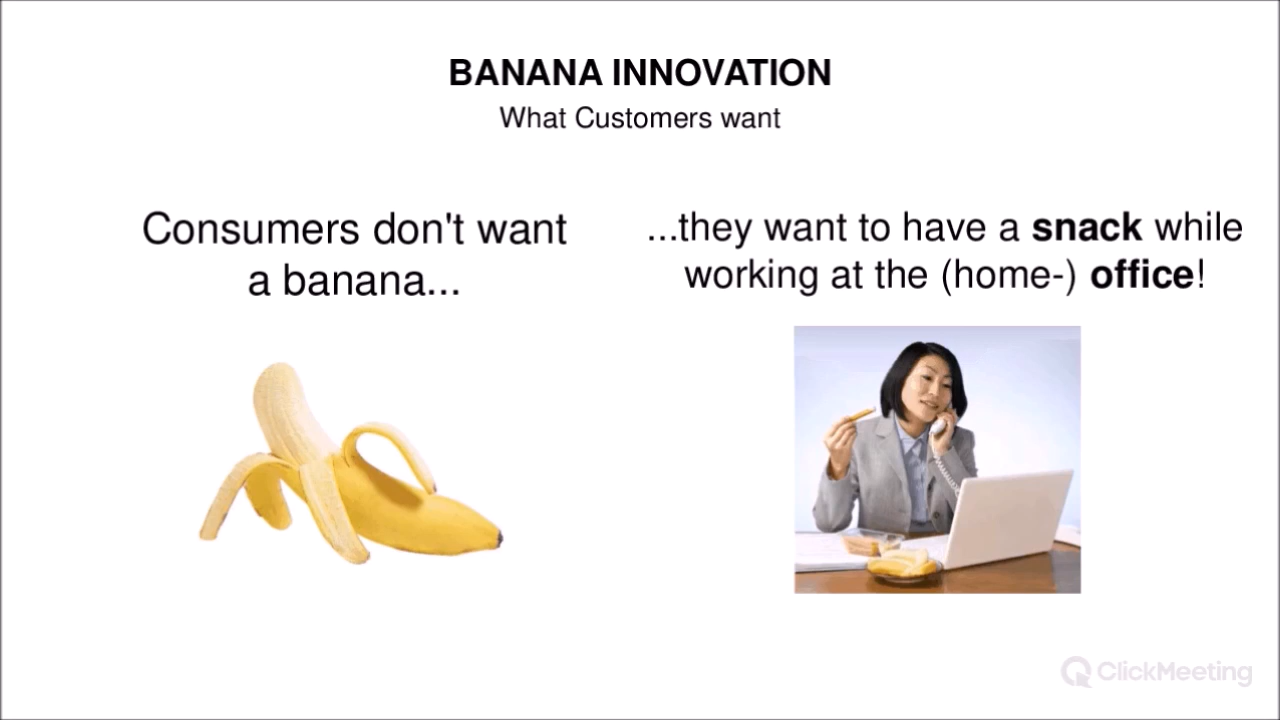 BANANA INNOVATION
What Customers want
Consumers don't want
a banana...
...they want to have a snack while
working at the (home-) office!
ClickMeeting